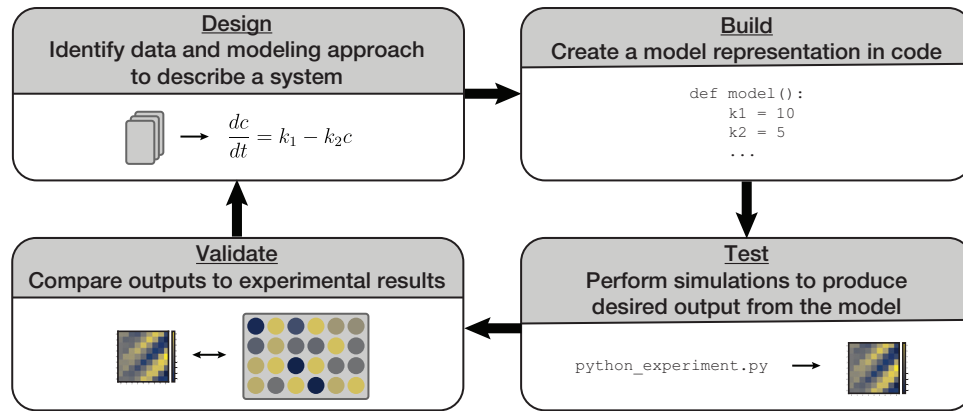 Design
Identify data and modeling approach
to describe a system
dc/dt = k₁ − k₂c
Build
Create a model representation in code
def model():
    k1 = 10
    k2 = 5
    ...
Validate
Compare outputs to experimental results
Test
Perform simulations to produce
desired output from the model
python_experiment.py